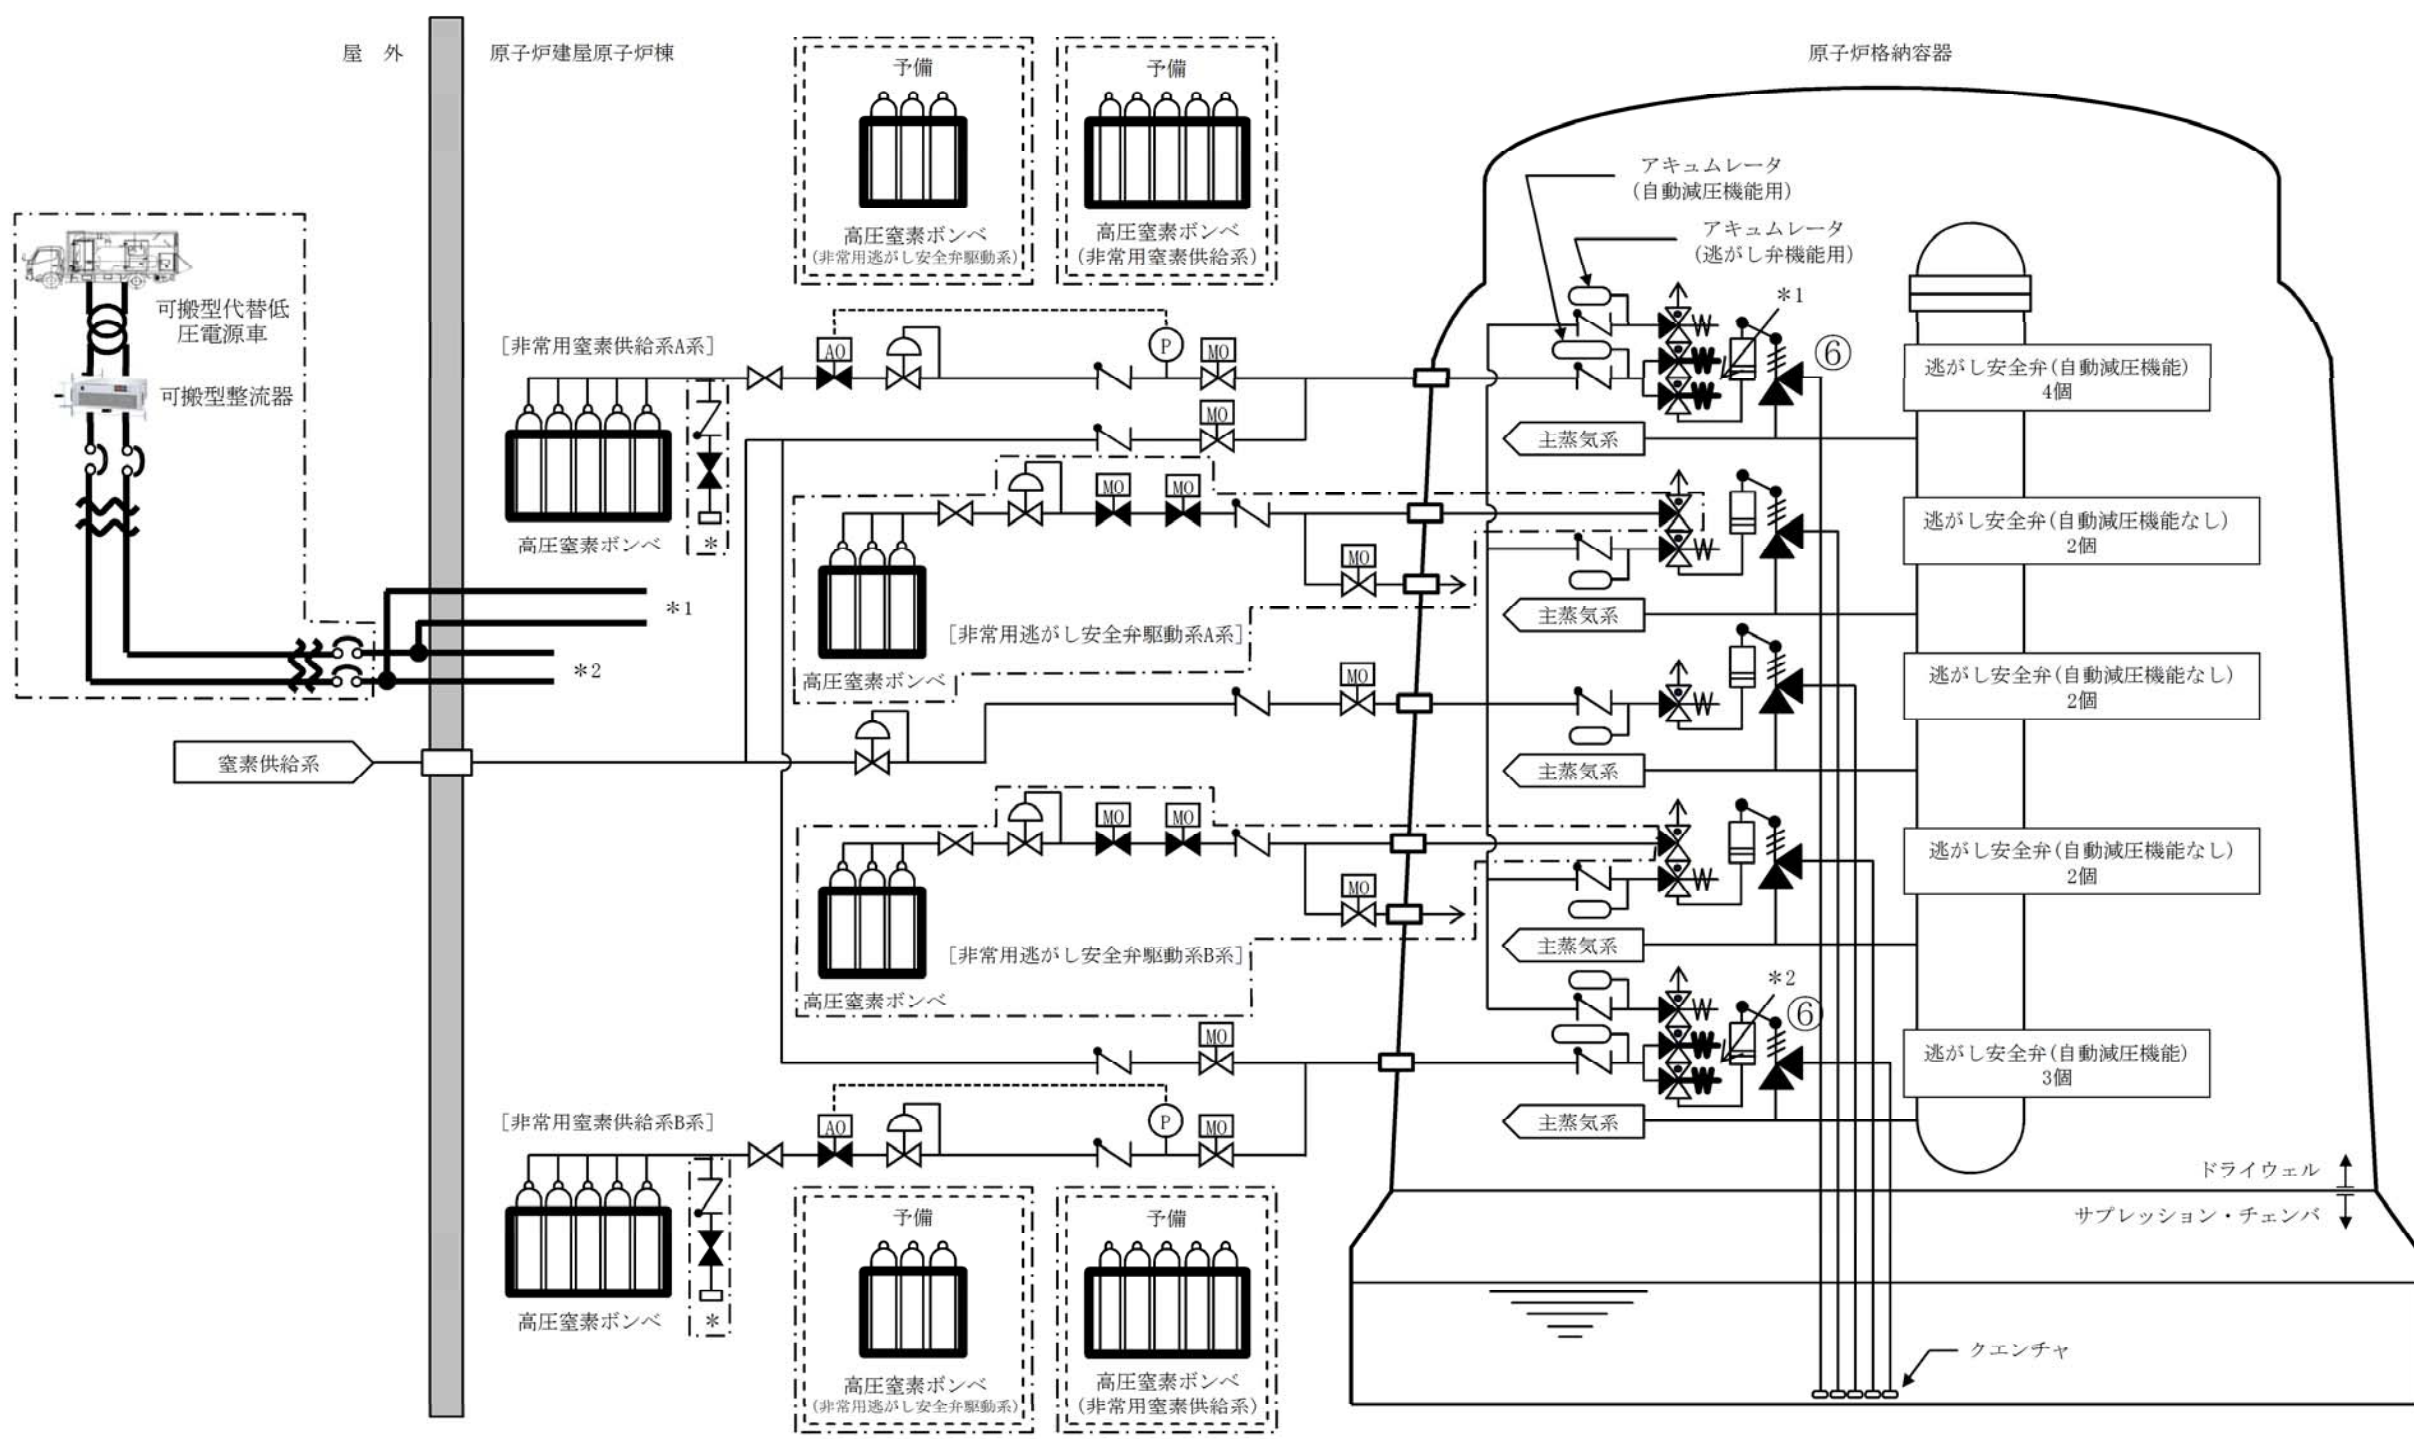 屋 外
原子炉建屋原子炉棟
原子炉格納容器
予備
高圧窒素ボンベ
(非常用逃がし安全弁駆動系)
予備
高圧窒素ボンベ
(非常用窒素供給系)
アキュムレータ
(自動減圧機能用)
アキュムレータ
(逃がし弁機能用)
可搬型代替低
圧電源車
可搬型整流器
[非常用窒素供給系A系]
AO
P
MO
MO
高圧窒素ボンベ
*
*1
⑥
逃がし安全弁(自動減圧機能)
4個
主蒸気系
MO
MO
MO
[非常用逃がし安全弁駆動系A系]
高圧窒素ボンベ
逃がし安全弁(自動減圧機能なし)
2個
主蒸気系
*1
*2
MO
逃がし安全弁(自動減圧機能なし)
2個
主蒸気系
窒素供給系
MO
MO
MO
[非常用逃がし安全弁駆動系B系]
高圧窒素ボンベ
逃がし安全弁(自動減圧機能なし)
2個
主蒸気系
*2
⑥
MO
逃がし安全弁(自動減圧機能)
3個
主蒸気系
[非常用窒素供給系B系]
AO
P
MO
高圧窒素ボンベ
*
ドライウェル
サプレッション・チェンバ
予備
高圧窒素ボンベ
(非常用逃がし安全弁駆動系)
予備
高圧窒素ボンベ
(非常用窒素供給系)
クエンチャ